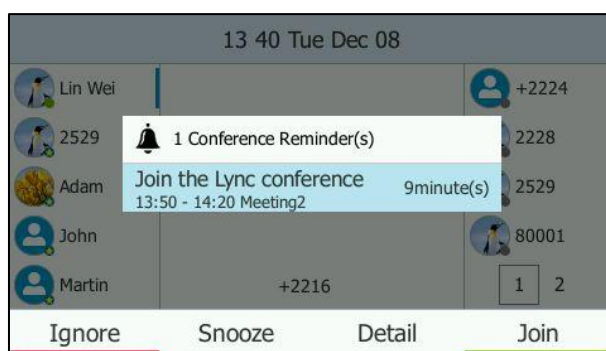 13 40 Tue Dec 08
Lin Wei
+2224
2529
1 Conference Reminder(s)
2228
Adam
Join the Lync conference
9minute(s)
2529
13:50 - 14:20 Meeting2
John
80001
Martin
+2216
1 2
Ignore Snooze Detail Join